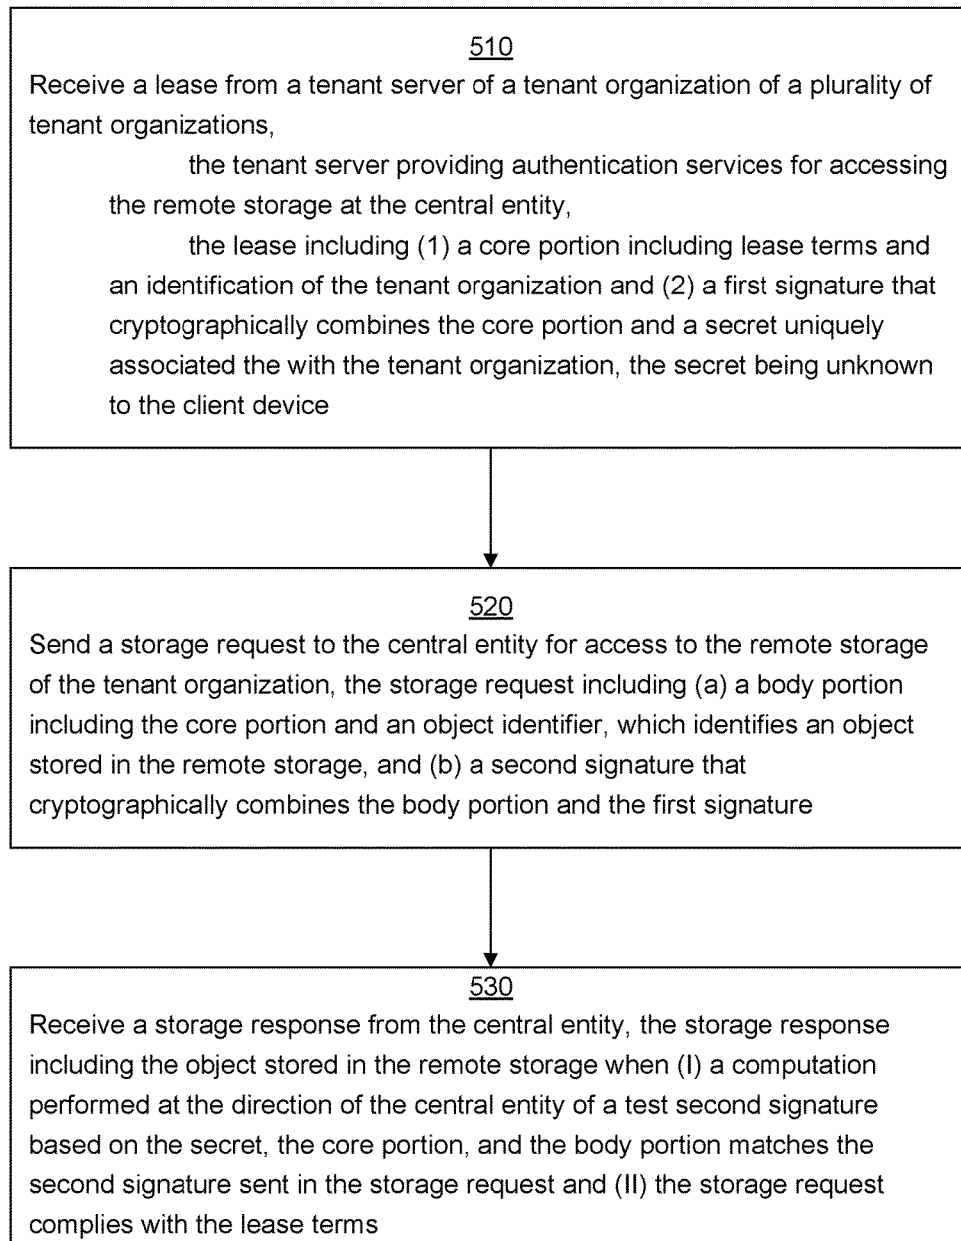 510
Receive a lease from a tenant server of a tenant organization of a plurality of
tenant organizations,
the tenant server providing authentication services for accessing
the remote storage at the central entity,
the lease including (1) a core portion including lease terms and
an identification of the tenant organization and (2) a first signature that
cryptographically combines the core portion and a secret uniquely
associated the with the tenant organization, the secret being unknown
to the client device
520
Send a storage request to the central entity for access to the remote storage
of the tenant organization, the storage request including (a) a body portion
including the core portion and an object identifier, which identifies an object
stored in the remote storage, and (b) a second signature that
cryptographically combines the body portion and the first signature
530
Receive a storage response from the central entity, the storage response
including the object stored in the remote storage when (I) a computation
performed at the direction of the central entity of a test second signature
based on the secret, the core portion, and the body portion matches the
second signature sent in the storage request and (II) the storage request
complies with the lease terms